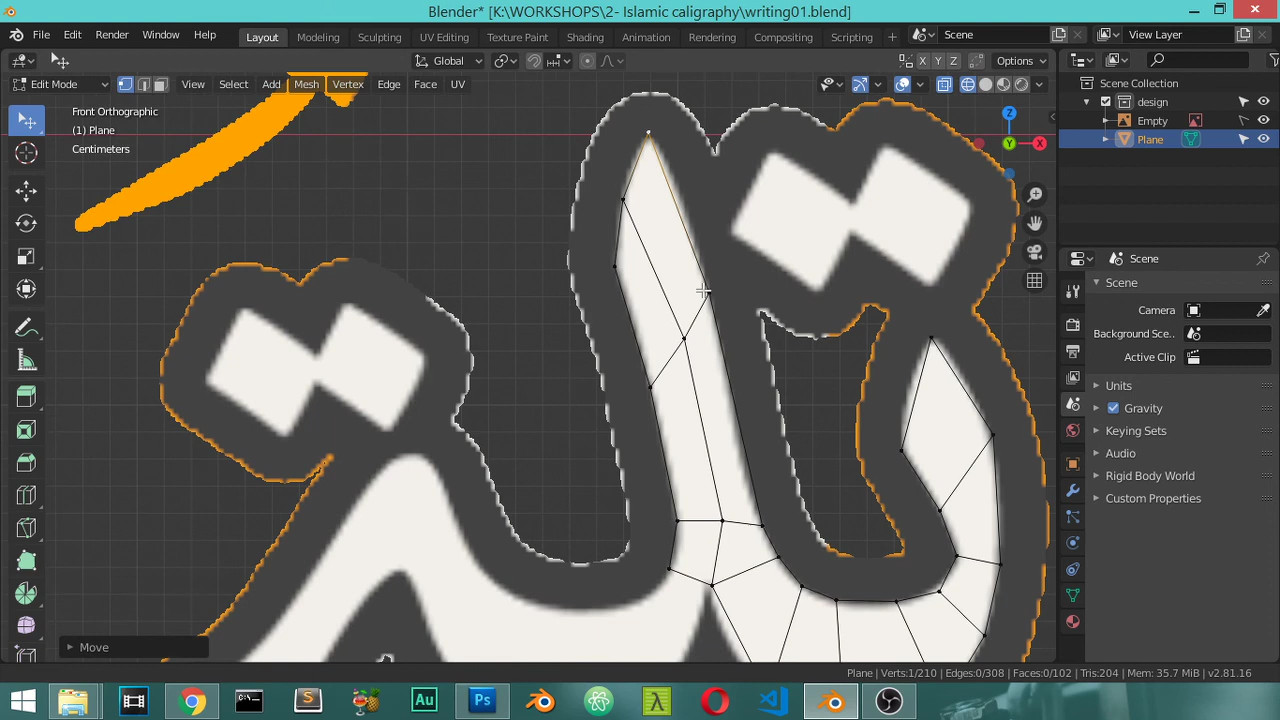 Blender* [K:\WORKSHOPS\2- Islamic caligraphy\writing01.blend]
File Edit Render Window Help Layout Modeling Sculpting UV Editing Texture Paint Shading Animation Rendering Compositing Scripting + Scene View Layer
Global X Y Z Options
Edit Mode View Select Add Mesh Vertex Edge Face UV
Scene Collection
design
Empty
Plane
Front Orthographic
(1) Plane
Centimeters
Z
Y
X
Scene
Scene
Camera
Background Sce..
Active Clip
Units
Gravity
Keying Sets
Audio
Rigid Body World
Custom Properties
Move
Plane | Verts:1/210 | Edges:0/308 | Faces:0/102 | Tris:204 | Mem: 35.7 MiB | v2.81.16
Au
Ps
λ